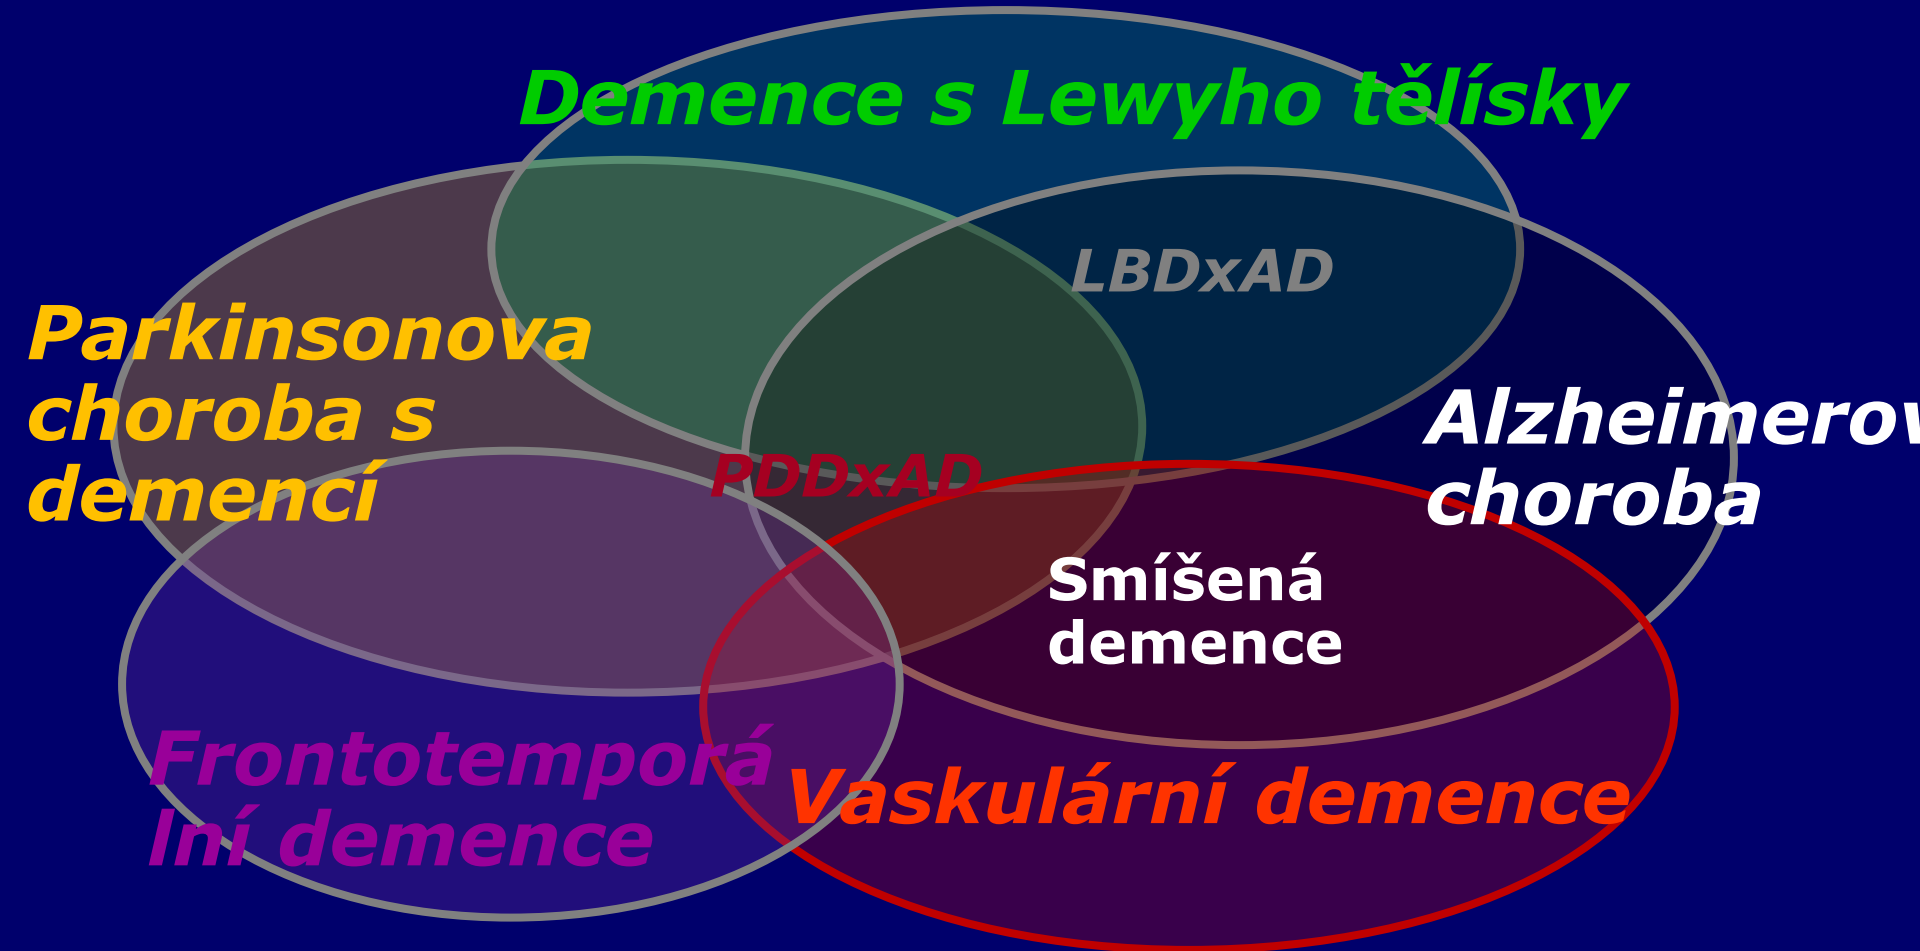 Demence s Lewyho tělísky
LBDxAD
Parkinsonova
choroba s
demencí
Alzheimerov
choroba
PDDxAD
Smíšená
demence
Frontotemporá
lní demence
Vaskulární demence